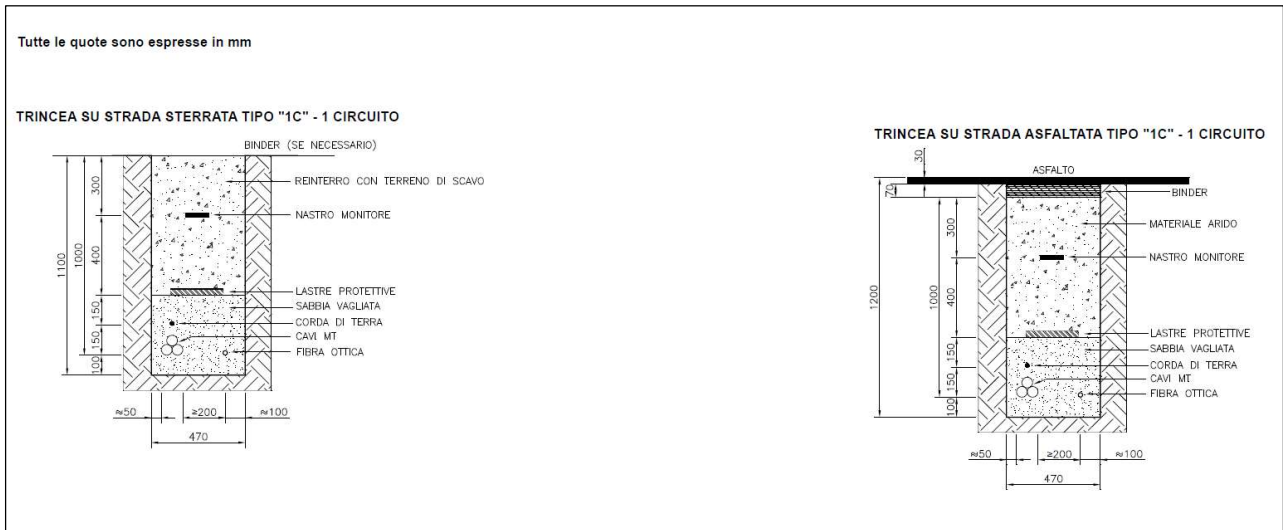 Tutte le quote sono espresse in mm
TRINCEA SU STRADA STERRATA TIPO "1C" - 1 CIRCUITO
BINDER (SE NECESSARIO)
REINTERRO CON TERRENO DI SCAVO
NASTRO MONITORE
LASTRE PROTETTIVE
SABBIA VAGLIATA
CORDA DI TERRA
CAVI MT
FIBRA OTTICA
1100
1000
300
400
150
150
100
≈50
≥200
≈100
470
TRINCEA SU STRADA ASFALTATA TIPO "1C" - 1 CIRCUITO
30
ASFALTO
70
BINDER
MATERIALE ARIDO
NASTRO MONITORE
LASTRE PROTETTIVE
SABBIA VAGLIATA
CORDA DI TERRA
CAVI MT
FIBRA OTTICA
1200
1000
300
400
150
150
100
≈50
≥200
≈100
470